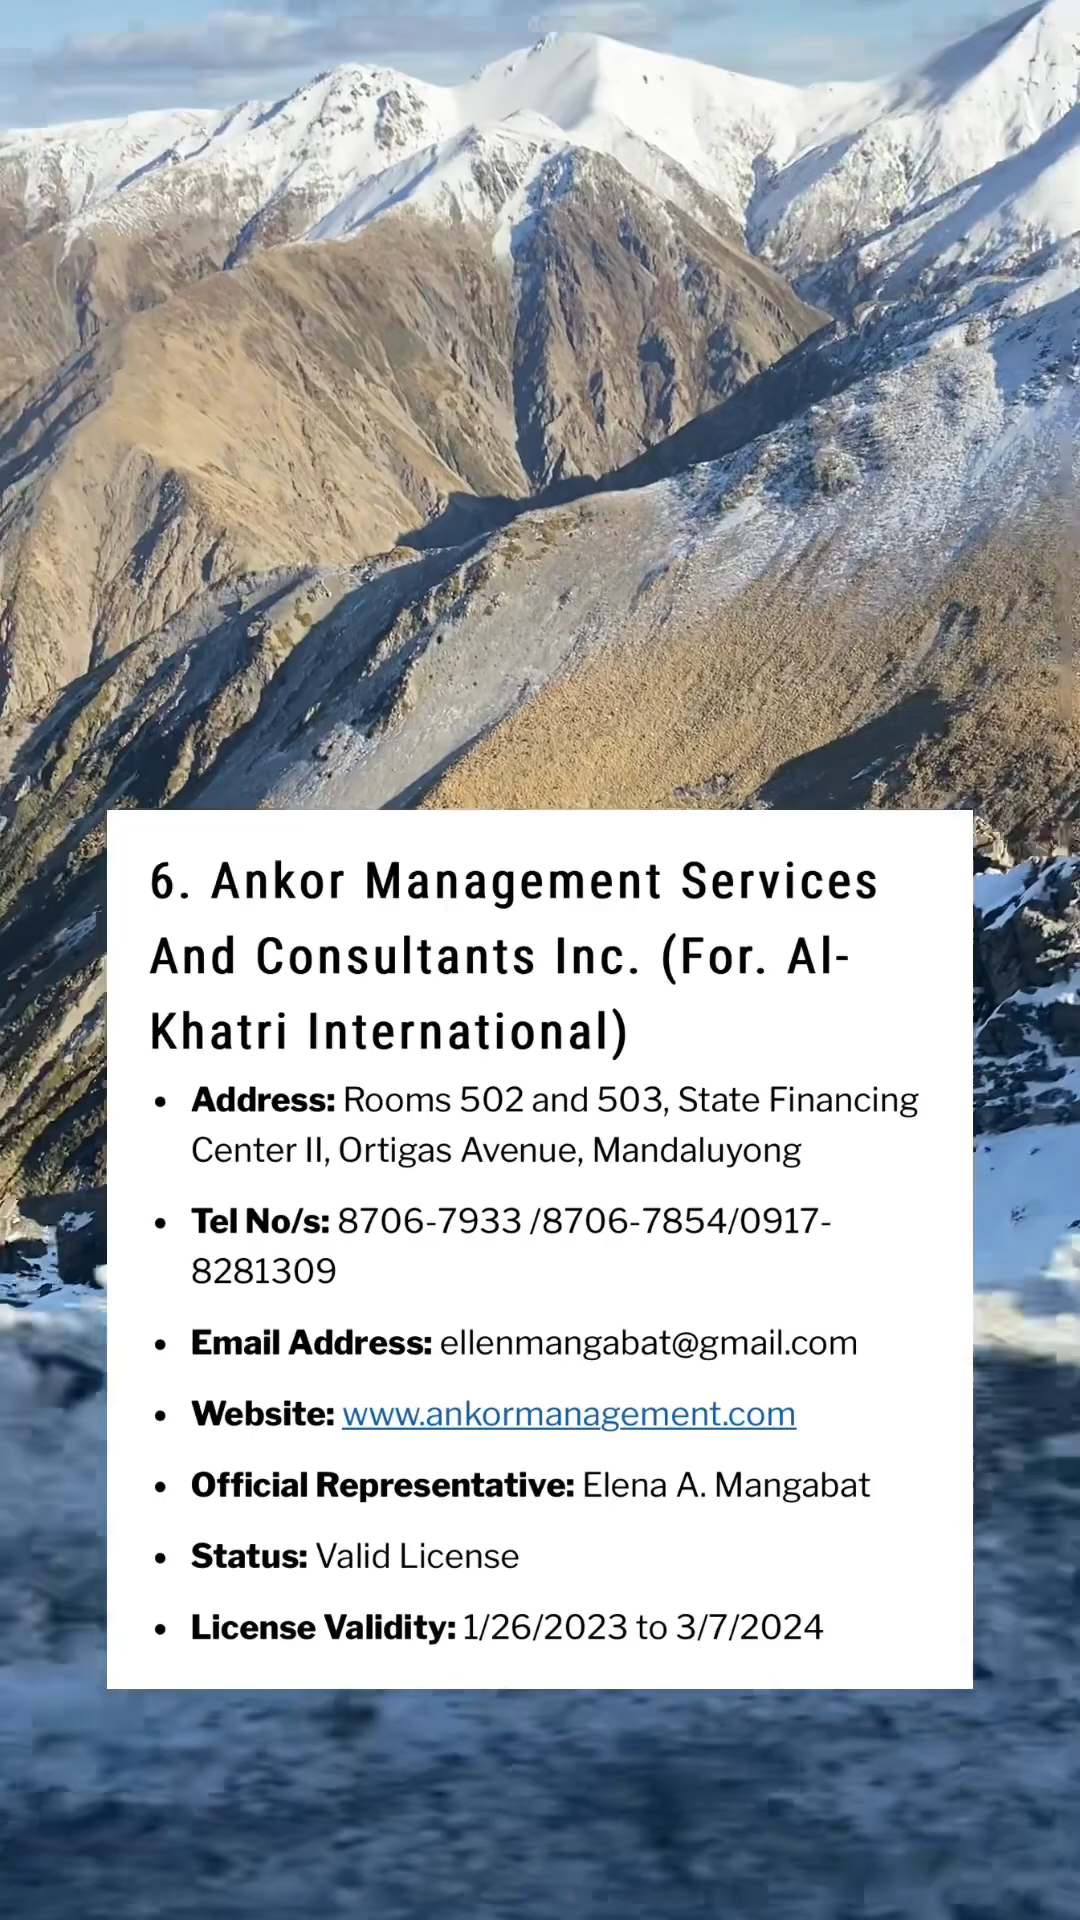 6. Ankor Management Services
And Consultants Inc. (For. Al-
Khatri International)
• Address: Rooms 502 and 503, State Financing
Center II, Ortigas Avenue, Mandaluyong
• Tel No/s: 8706-7933 /8706-7854/0917-
8281309
• Email Address: ellenmangabat@gmail.com
• Website: www.ankormanagement.com
• Official Representative: Elena A. Mangabat
• Status: Valid License
• License Validity: 1/26/2023 to 3/7/2024